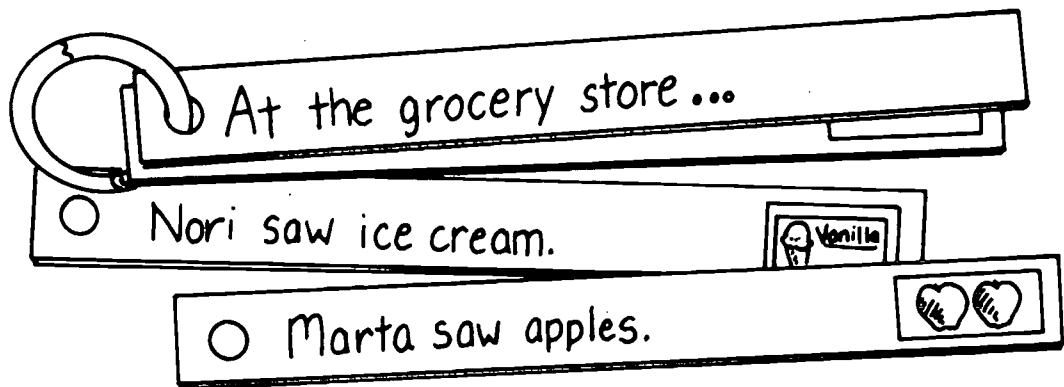 At the grocery store...
Nori saw ice cream.
Vanilla
Marta saw apples.